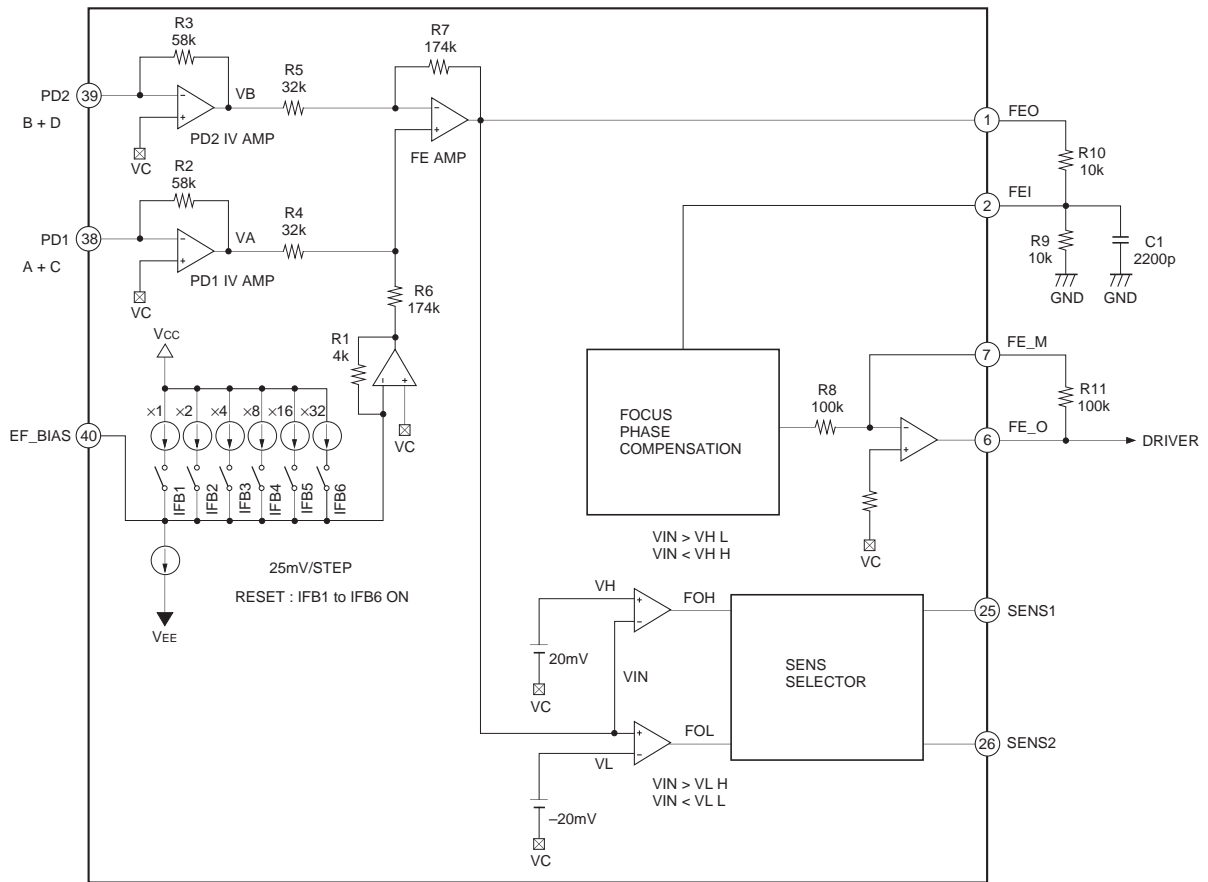 R3
58k
R7
174k
R5
32k
PD2
39
VB
B + D
PD2 IV AMP
VC
FE AMP
1
FEO
R10
10k
R2
58k
R4
32k
2
FEI
PD1
38
VA
A + C
PD1 IV AMP
VC
R9
10k
C1
2200p
GND
GND
R6
174k
R1
4k
VCC
×1
×2
×4
×8
×16
×32
VC
EF_BIAS
40
IFB1
IFB2
IFB3
IFB4
IFB5
IFB6
25mV/STEP
RESET : IFB1 to IFB6 ON
VEE
7
FE_M
R8
100k
R11
100k
FOCUS
PHASE
COMPENSATION
6
FE_O
DRIVER
VC
VIN > VH L
VIN < VH H
VH
FOH
20mV
VC
VIN
SENS
SELECTOR
25
SENS1
FOL
VL
26
SENS2
VIN > VL H
VIN < VL L
–20mV
VC